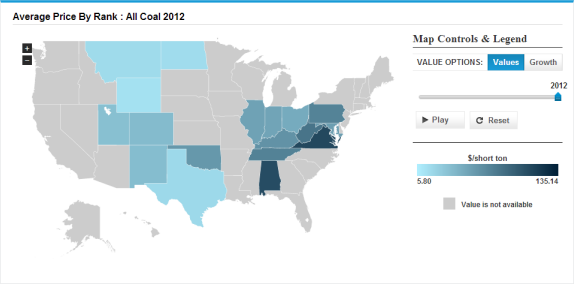 Average Price By Rank : All Coal 2012
+
−
Map Controls & Legend
VALUE OPTIONS: Values Growth
2012
Play Reset
$/short ton
5.80 135.14
Value is not available